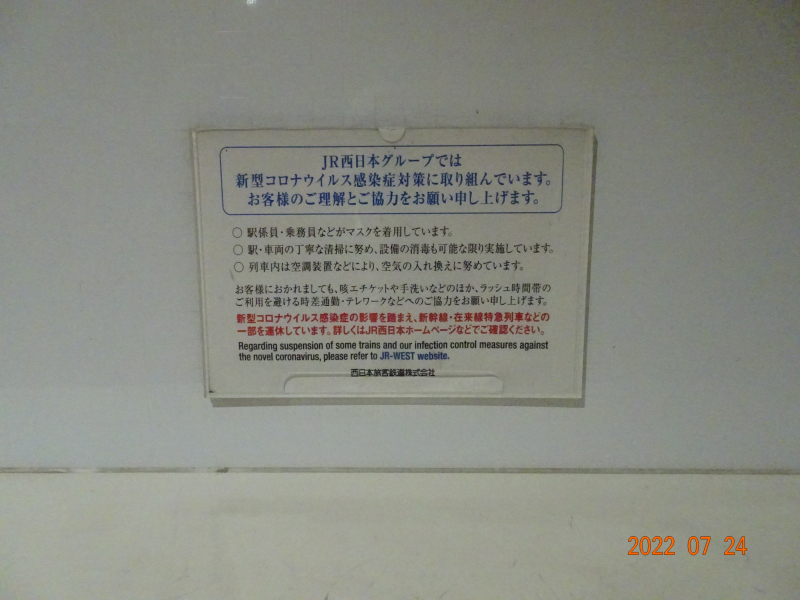 JR西日本グループでは
新型コロナウイルス感染症対策に取り組んでいます。
お客様のご理解とご協力をお願い申し上げます。
○ 駅係員・乗務員などがマスクを着用しています。
○ 駅・車両の丁寧な清掃に努め、設備の消毒も可能な限り実施しています。
○ 列車内は空調装置などにより、空気の入れ換えに努めています。
お客様におかれましても、咳エチケットや手洗いなどのほか、ラッシュ時間帯の
ご利用を避ける時差通勤・テレワークなどへのご協力をお願い申し上げます。
新型コロナウイルス感染症の影響を踏まえ、新幹線・在来線特急列車などの
一部を運休しています。詳しくはJR西日本ホームページなどでご確認ください。
Regarding suspension of some trains and our infection control measures against
the novel coronavirus, please refer to JR-WEST website.
西日本旅客鉄道株式会社
2022 07 24